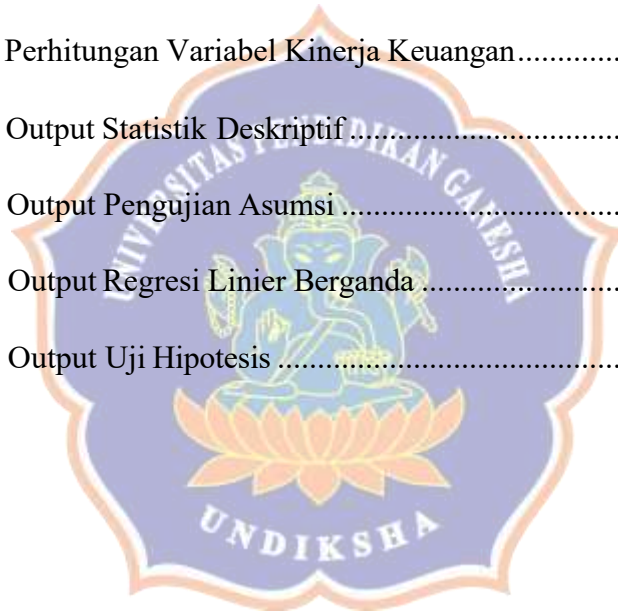 Perhitungan Variabel Kinerja Keuangan.............
Output Statistik Deskriptif ..................................
Output Pengujian Asumsi ...................................
Output Regresi Linier Berganda .........................
Output Uji Hipotesis ...........................................
UNIVERSITAS PENDIDIKAN GANESHA
UNDIKSHA